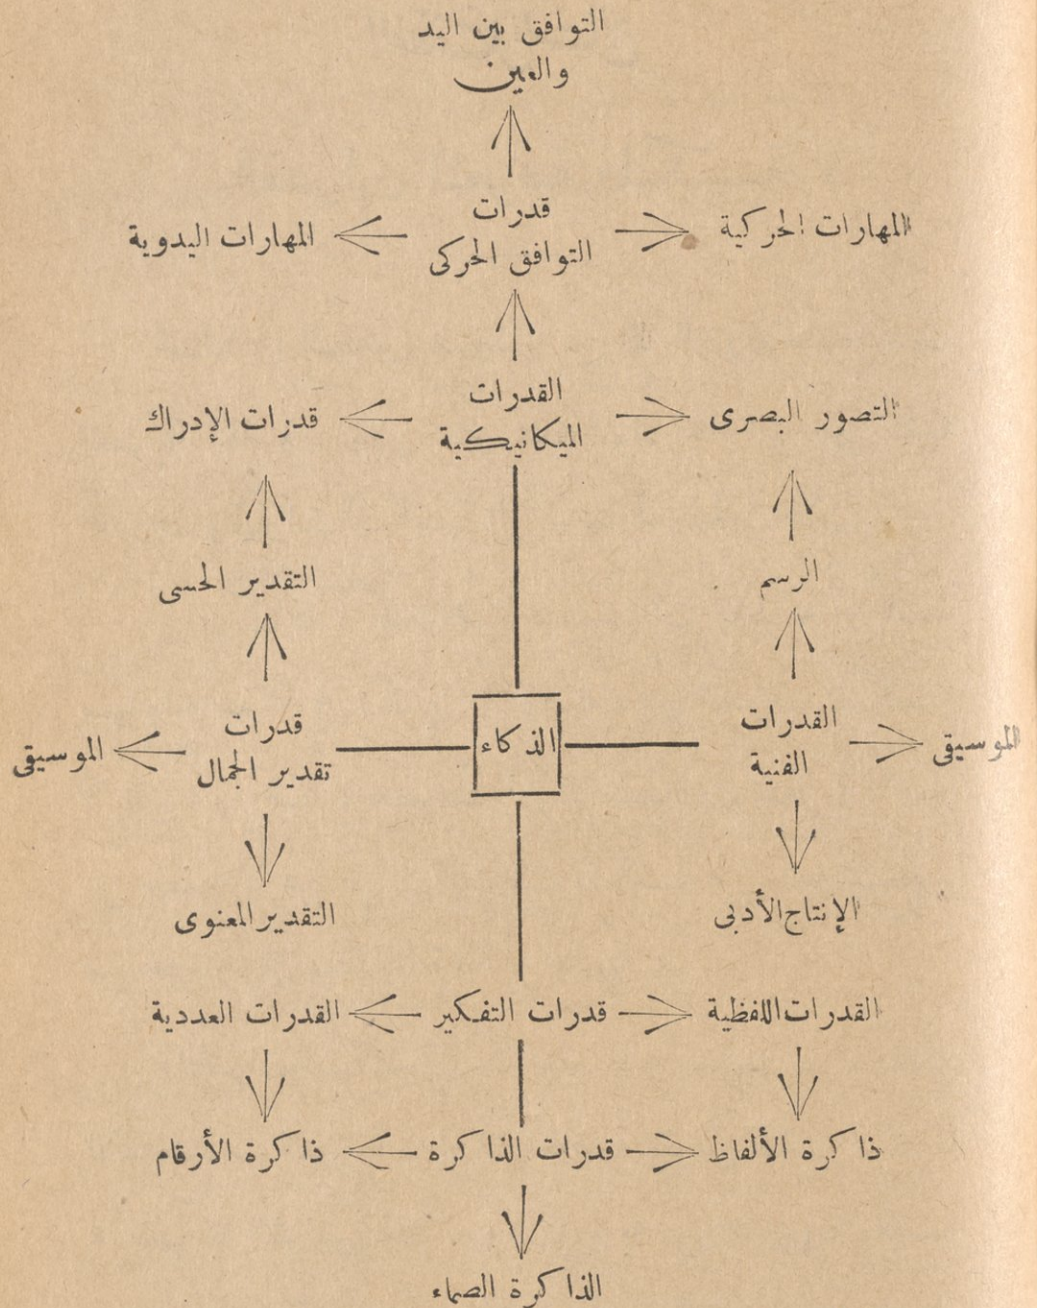 التوافق بين اليد
والعين
المهارات الحركية
قدرات
التوافق الحركى
المهارات اليدوية
التصور البصرى
القدرات
الميكانيكية
قدرات الإدراك
الرسم
التقدير الحسى
الموسيقى
القدرات
الفنية
الذكاء
قدرات
تقدير الجمال
الموسيقى
الإنتاج الأدبى
التقدير المعنوى
القدرات اللفظية
قدرات التفكير
القدرات العددية
ذاكرة الألفاظ
قدرات الذاكرة
ذاكرة الأرقام
الذاكرة الصماء